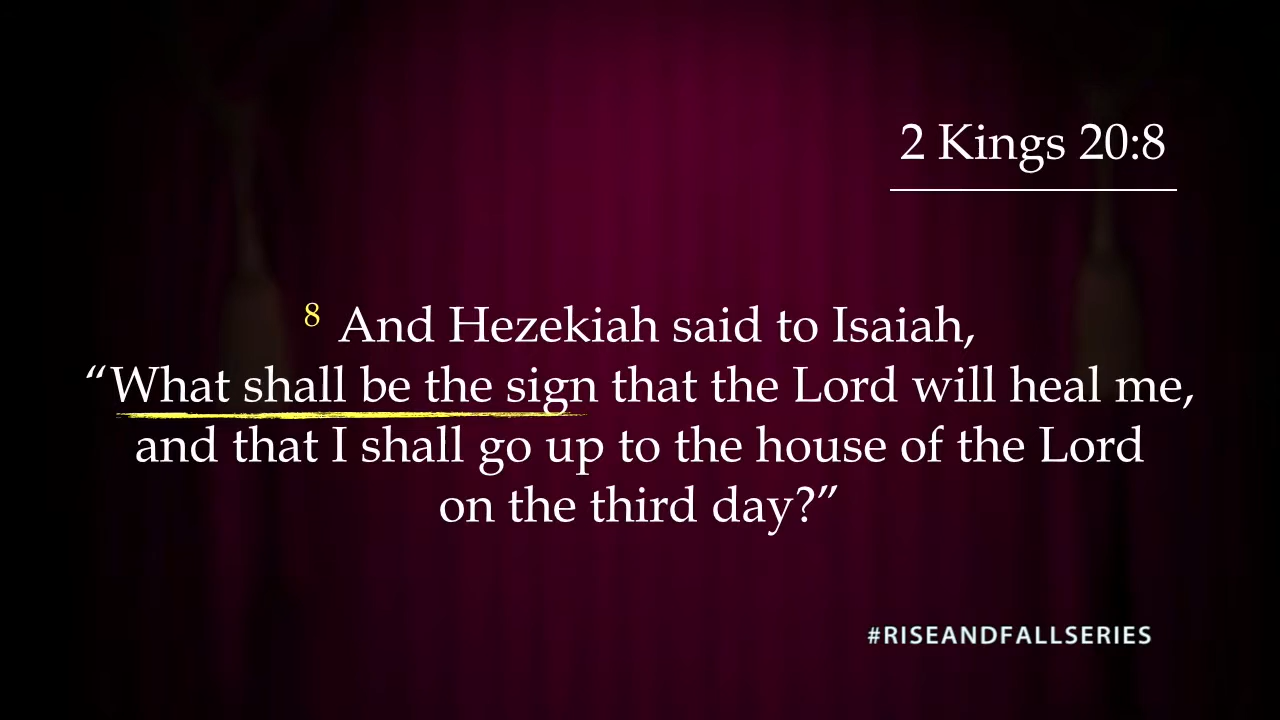 2 Kings 20:8
8 And Hezekiah said to Isaiah,
“What shall be the sign that the Lord will heal me,
and that I shall go up to the house of the Lord
on the third day?”
#RISEANDFALLSERIES